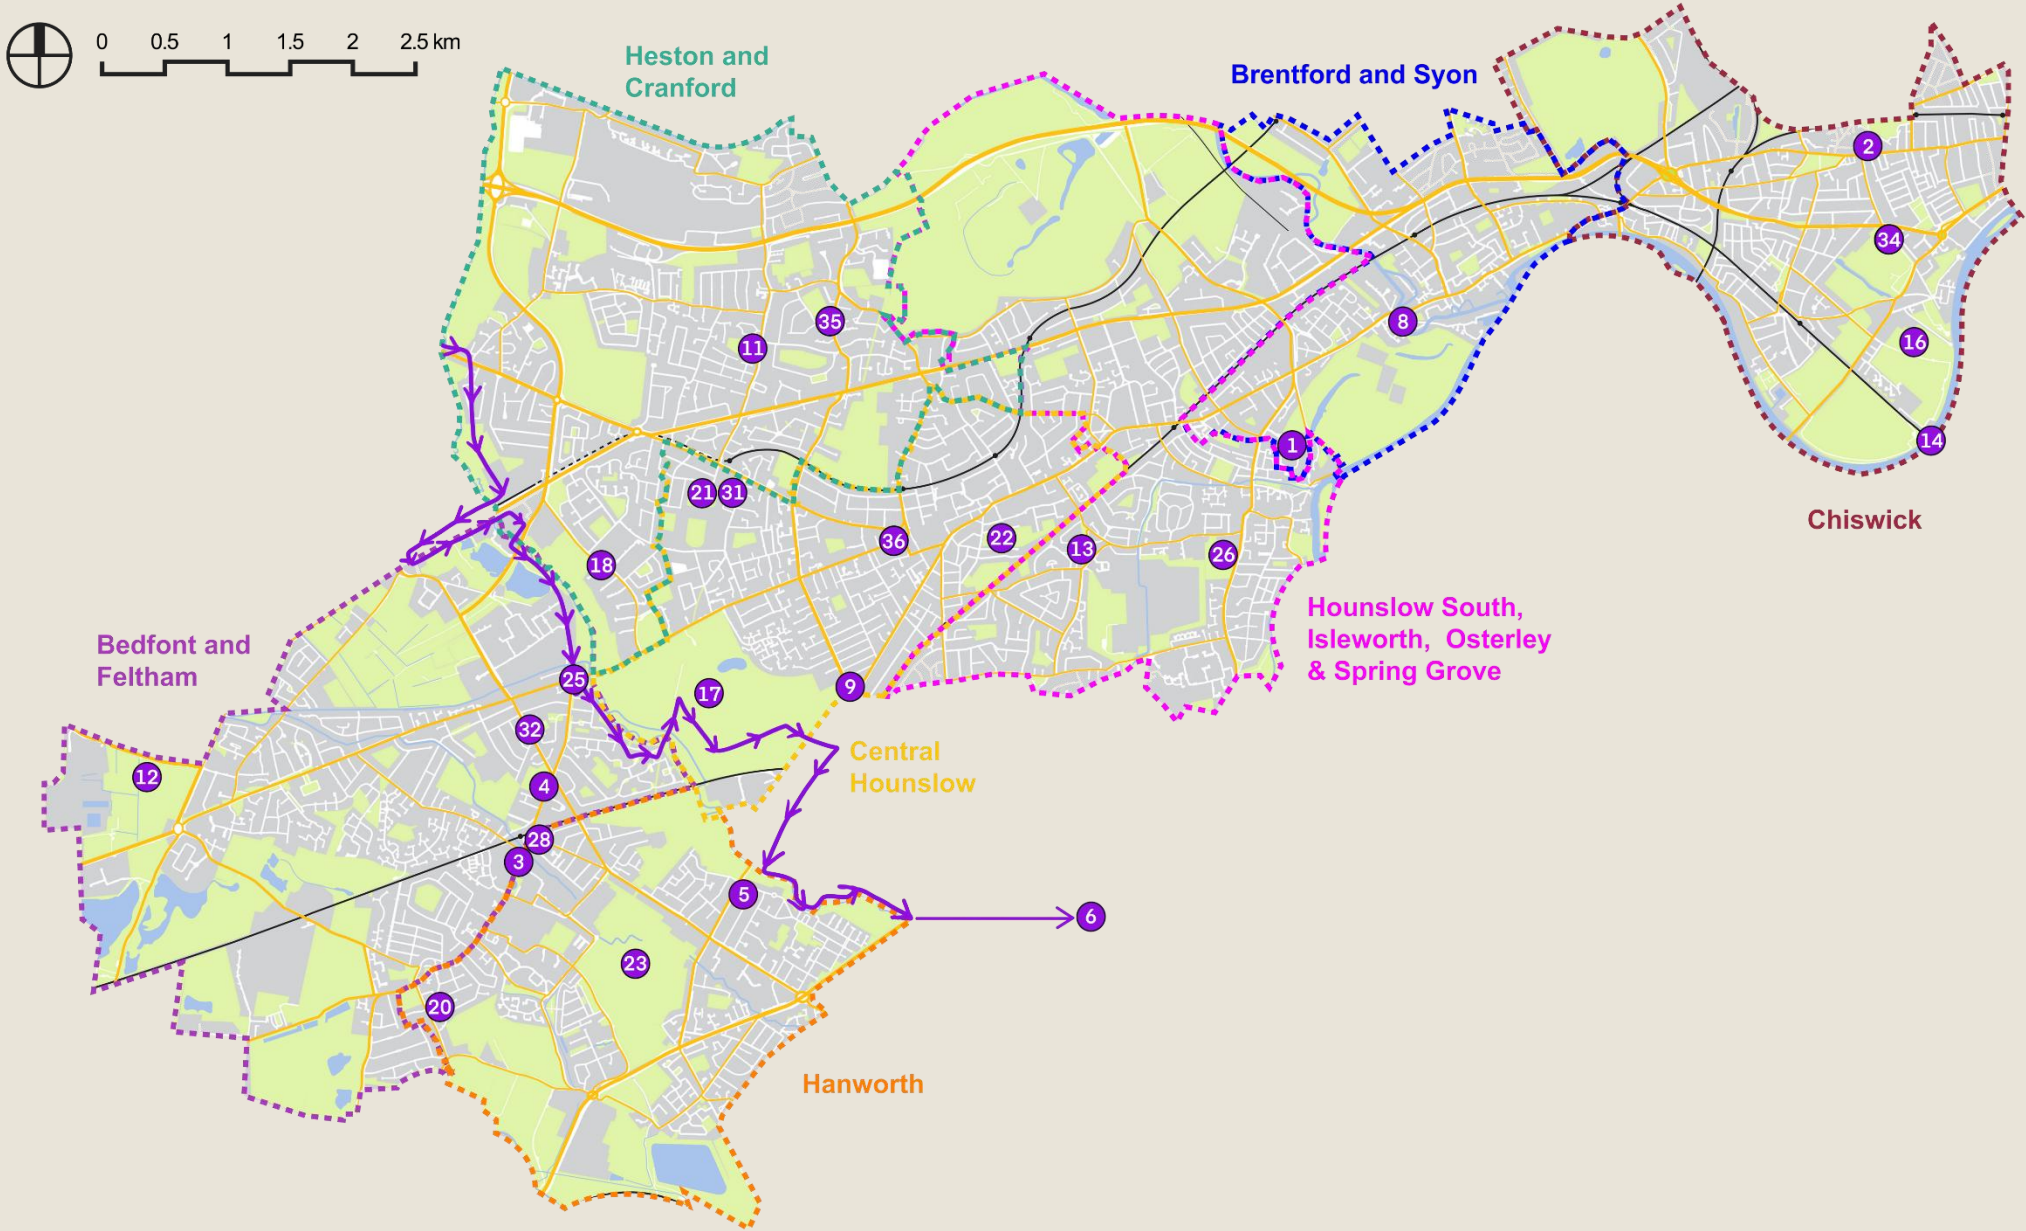 0 0.5 1 1.5 2 2.5 km
Heston and
Cranford
Brentford and Syon
2
34
35
11
8
16
1
14
21 31
Chiswick
36
22
13
26
18
Hounslow South,
Isleworth, Osterley
& Spring Grove
Bedfont and
Feltham
25
17
9
32
Central
Hounslow
12
4
28
3
5
6
23
20
Hanworth